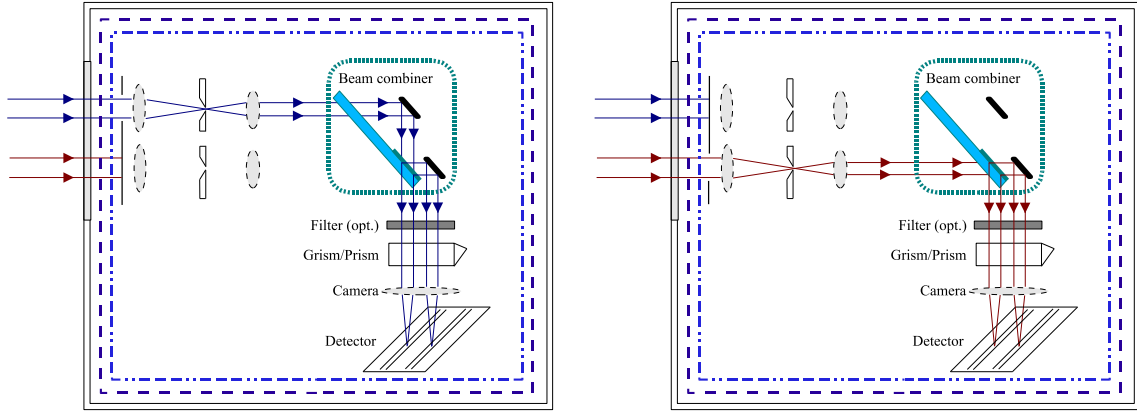 Beam combiner
Filter (opt.)
Grism/Prism
Camera
Detector
Beam combiner
Filter (opt.)
Grism/Prism
Camera
Detector